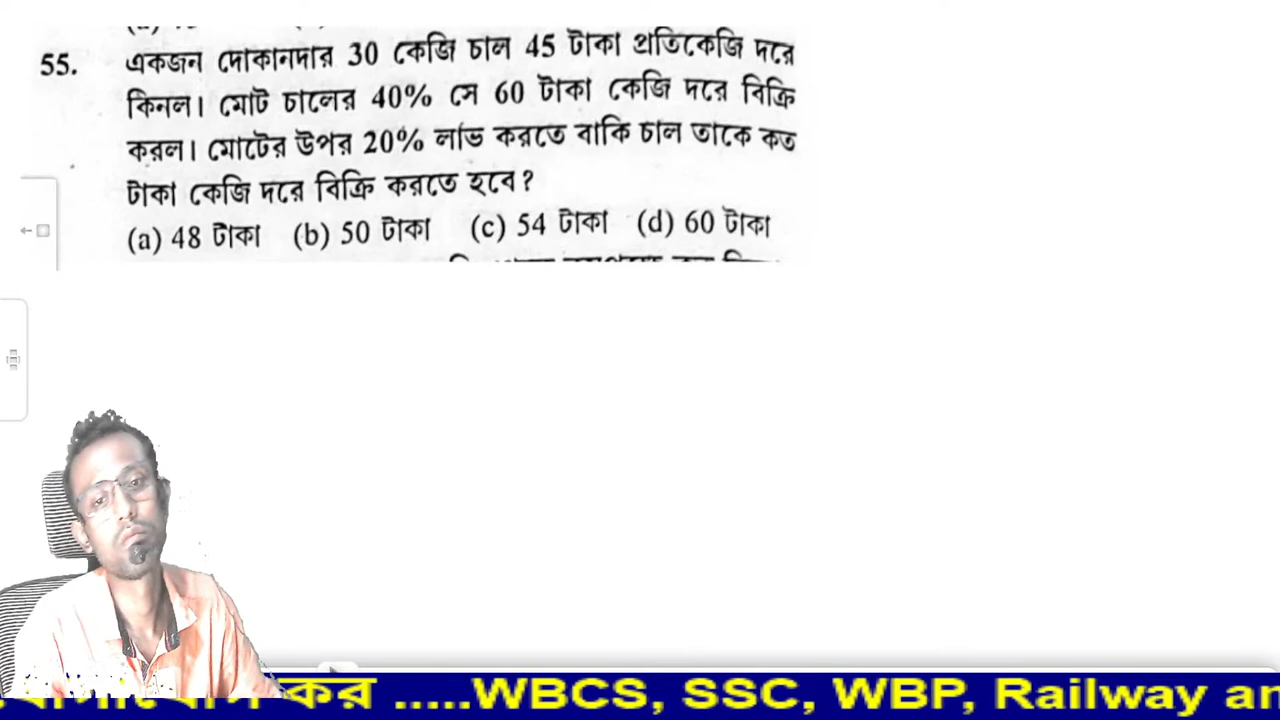 55. একজন দোকানদার 30 কেজি চাল 45 টাকা প্রতিকেজি দরে
কিনল। মোট চালের 40% সে 60 টাকা কেজি দরে বিক্রি
করল। মোটের উপর 20% লাভ করতে বাকি চাল তাকে কত
টাকা কেজি দরে বিক্রি করতে হবে?
(a) 48 টাকা (b) 50 টাকা (c) 54 টাকা (d) 60 টাকা
কর .....WBCS, SSC, WBP, Railway an